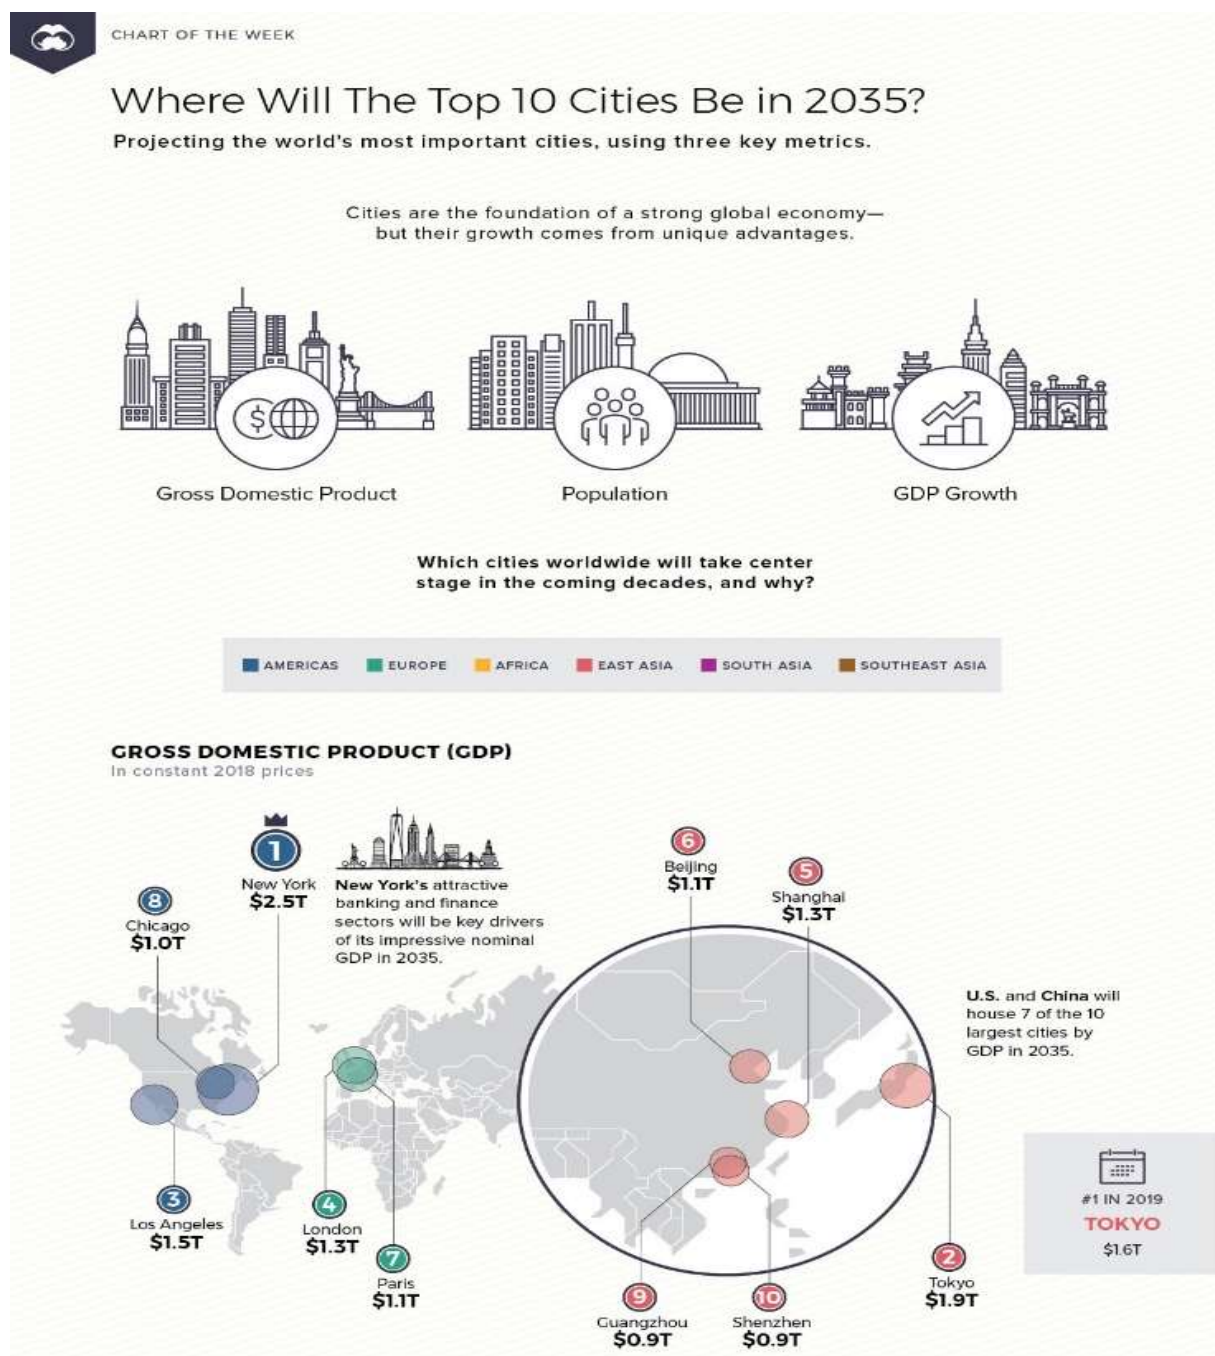 CHART OF THE WEEK
Where Will The Top 10 Cities Be in 2035?
Projecting the world's most important cities, using three key metrics.
Cities are the foundation of a strong global economy—
but their growth comes from unique advantages.
$
Gross Domestic Product
Population
GDP Growth
Which cities worldwide will take center
stage in the coming decades, and why?
AMERICAS
EUROPE
AFRICA
EAST ASIA
SOUTH ASIA
SOUTHEAST ASIA
GROSS DOMESTIC PRODUCT (GDP)
In constant 2018 prices
1
New York
$2.5T
New York's attractive
banking and finance
sectors will be key drivers
of its impressive nominal
GDP in 2035.
8
Chicago
$1.0T
6
Beijing
$1.1T
5
Shanghai
$1.3T
U.S. and China will
house 7 of the 10
largest cities by
GDP in 2035.
3
Los Angeles
$1.5T
4
London
$1.3T
7
Paris
$1.1T
9
Guangzhou
$0.9T
10
Shenzhen
$0.9T
2
Tokyo
$1.9T
#1 IN 2019
TOKYO
$1.6T